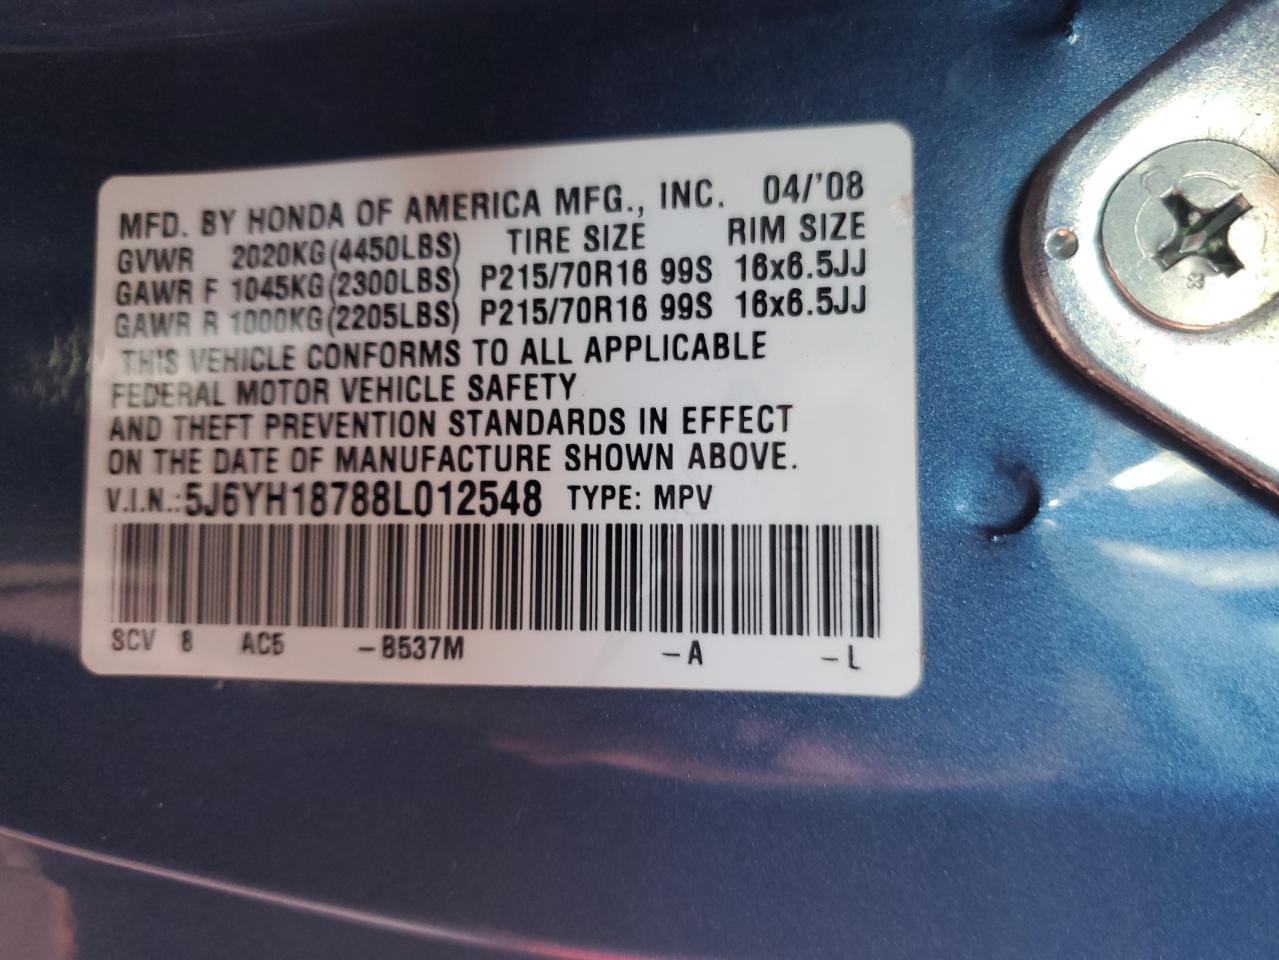 MFD. BY HONDA OF AMERICA MFG., INC. 04/'08
GVWR 2020KG(4450LBS) TIRE SIZE RIM SIZE
GAWR F 1045KG(2300LBS) P215/70R16 99S 16x6.5JJ
GAWR R 1000KG(2205LBS) P215/70R16 99S 16x6.5JJ
THIS VEHICLE CONFORMS TO ALL APPLICABLE
FEDERAL MOTOR VEHICLE SAFETY
AND THEFT PREVENTION STANDARDS IN EFFECT
ON THE DATE OF MANUFACTURE SHOWN ABOVE.
V.I.N.:5J6YH18788L012548 TYPE: MPV
SCV 8 AC5 -B537M -A -L